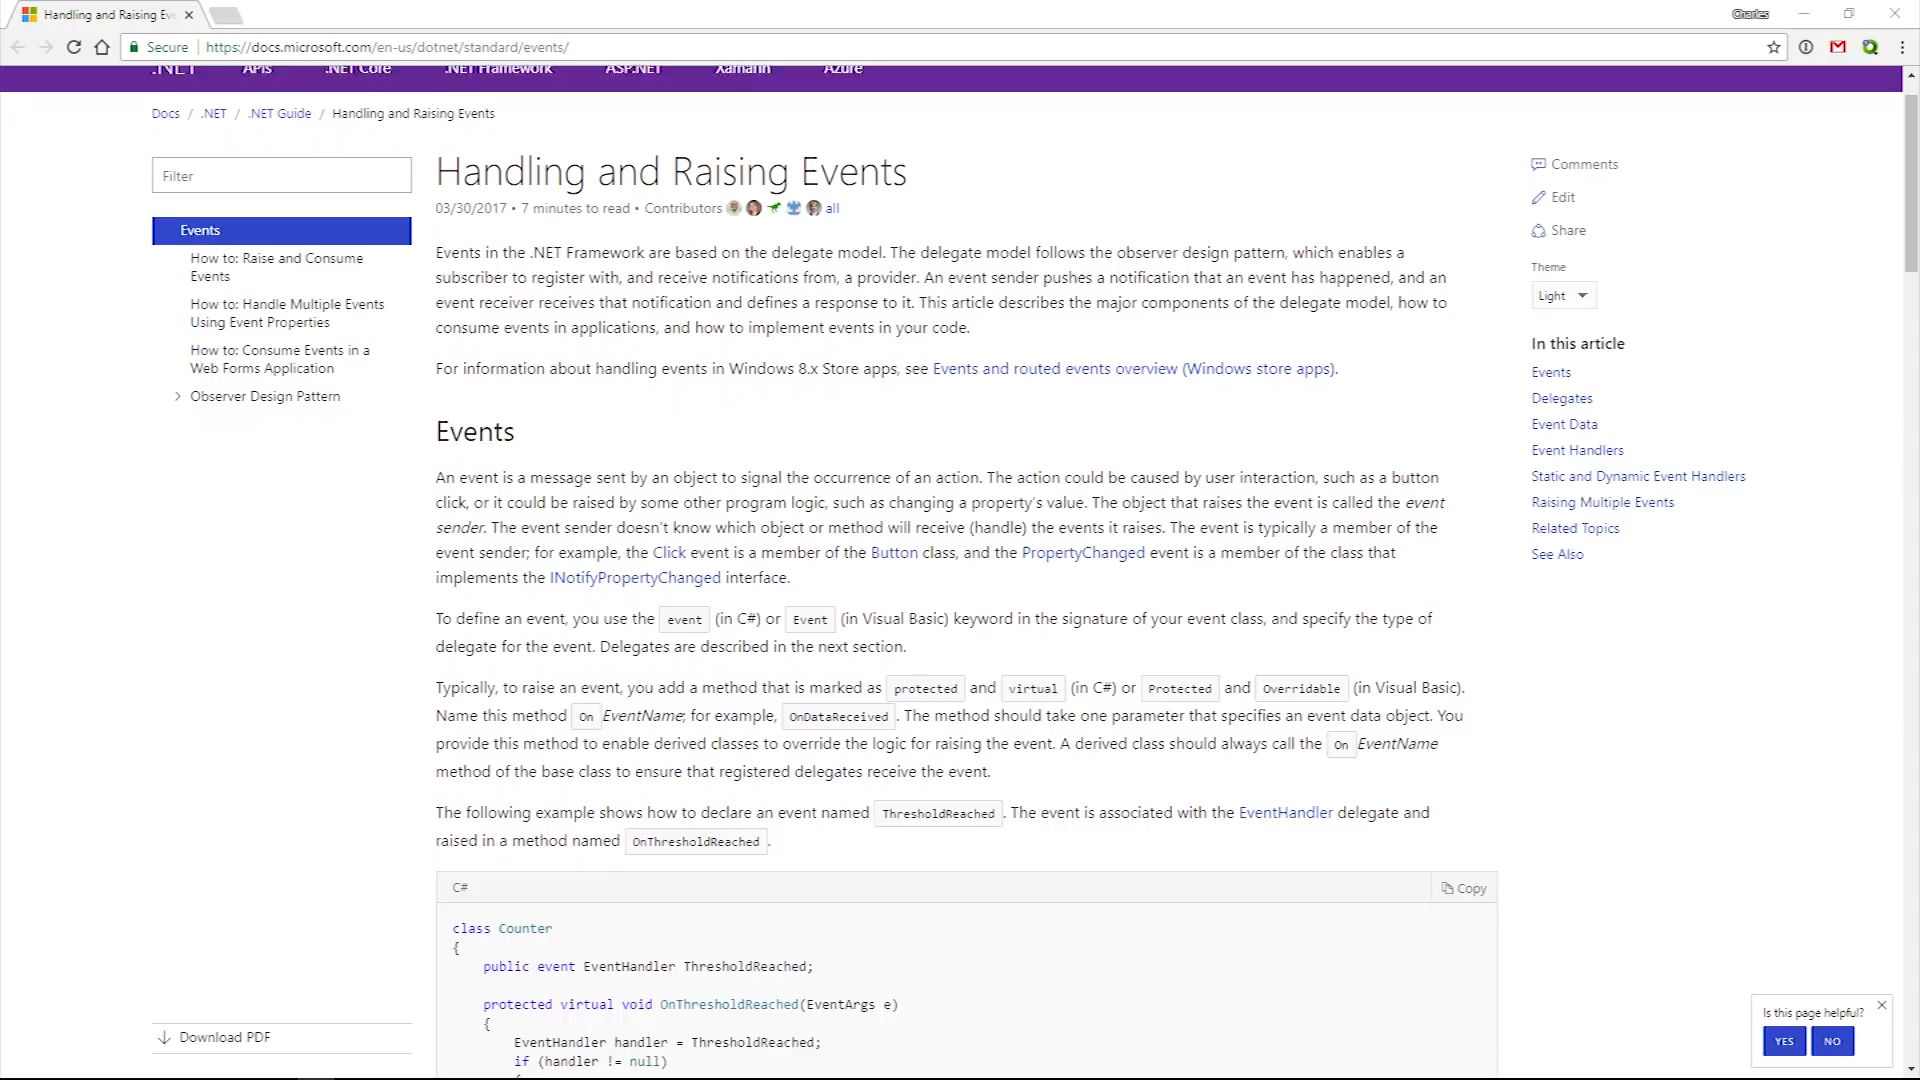 Handling and Raising Ev
Charles
Secure
https://docs.microsoft.com/en-us/dotnet/standard/events/
.NET APIs .NET Core .NET Framework ASP.NET Xamarin Azure
Docs / .NET / .NET Guide / Handling and Raising Events
Filter
Events
How to: Raise and Consume
Events
How to: Handle Multiple Events
Using Event Properties
How to: Consume Events in a
Web Forms Application
Observer Design Pattern
Download PDF
Handling and Raising Events
03/30/2017 • 7 minutes to read • Contributors all
Events in the .NET Framework are based on the delegate model. The delegate model follows the observer design pattern, which enables a
subscriber to register with, and receive notifications from, a provider. An event sender pushes a notification that an event has happened, and an
event receiver receives that notification and defines a response to it. This article describes the major components of the delegate model, how to
consume events in applications, and how to implement events in your code.
For information about handling events in Windows 8.x Store apps, see Events and routed events overview (Windows store apps).
Events
An event is a message sent by an object to signal the occurrence of an action. The action could be caused by user interaction, such as a button
click, or it could be raised by some other program logic, such as changing a property's value. The object that raises the event is called the event
sender. The event sender doesn't know which object or method will receive (handle) the events it raises. The event is typically a member of the
event sender; for example, the Click event is a member of the Button class, and the PropertyChanged event is a member of the class that
implements the INotifyPropertyChanged interface.
To define an event, you use the event (in C#) or Event (in Visual Basic) keyword in the signature of your event class, and specify the type of
delegate for the event. Delegates are described in the next section.
Typically, to raise an event, you add a method that is marked as protected and virtual (in C#) or Protected and Overridable (in Visual Basic).
Name this method On EventName; for example, OnDataReceived . The method should take one parameter that specifies an event data object. You
provide this method to enable derived classes to override the logic for raising the event. A derived class should always call the On EventName
method of the base class to ensure that registered delegates receive the event.
The following example shows how to declare an event named ThresholdReached . The event is associated with the EventHandler delegate and
raised in a method named OnThresholdReached .
C#
Copy
class Counter
{
public event EventHandler ThresholdReached;
protected virtual void OnThresholdReached(EventArgs e)
{
EventHandler handler = ThresholdReached;
if (handler != null)
Comments
Edit
Share
Theme
Light
In this article
Events
Delegates
Event Data
Event Handlers
Static and Dynamic Event Handlers
Raising Multiple Events
Related Topics
See Also
Is this page helpful?
YES NO